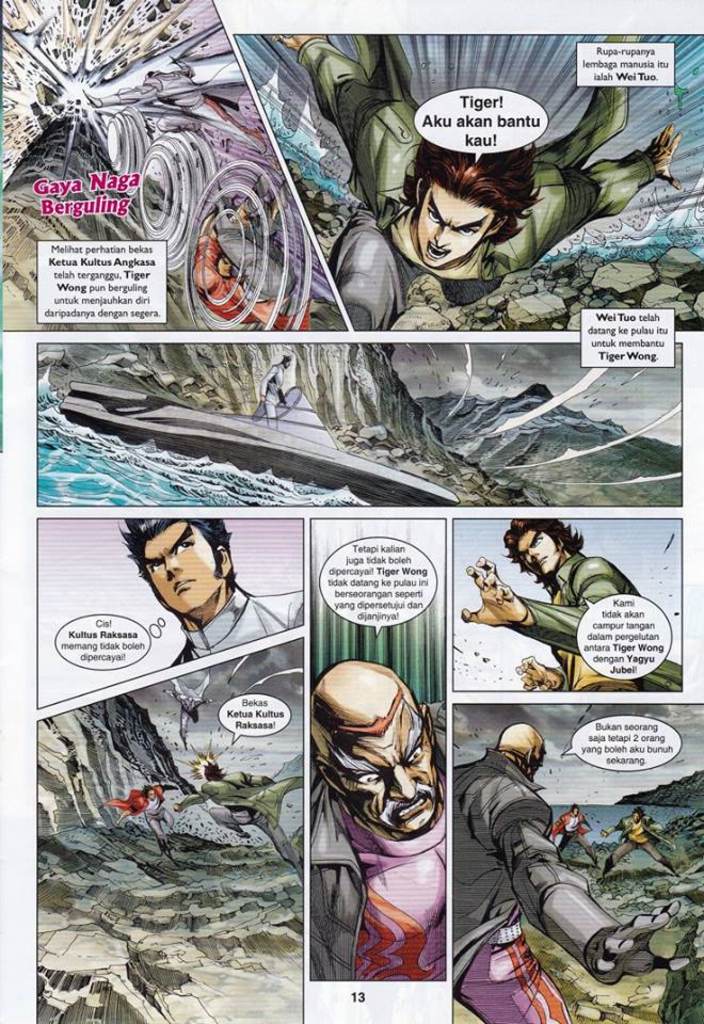 Gaya Naga
Berguling
Melihat perhatian bekas
Ketua Kultus Angkasa
telah terganggu, Tiger
Wong pun berguling
untuk menjauhkan diri
daripadanya dengan segera.
Rupa-rupanya
lembaga manusia itu
ialah Wei Tuo.
Tiger!
Aku akan bantu
kau!
Wei Tuo telah
datang ke pulau itu
untuk membantu
Tiger Wong.
Cis!
Kultus Raksasa
memang tidak boleh
dipercayai!
Bekas
Ketua Kultus
Raksasa!
Tetapi kalian
juga tidak boleh
dipercayai! Tiger Wong
tidak datang ke pulau ini
berseorangan seperti
yang dipersetujui dan
dijanjinya!
Kami
tidak akan
campur tangan
dalam pergelutan
antara Tiger Wong
dengan Yagyu
Jubei!
Bukan seorang
saja tetapi 2 orang
yang boleh aku bunuh
sekarang.
13